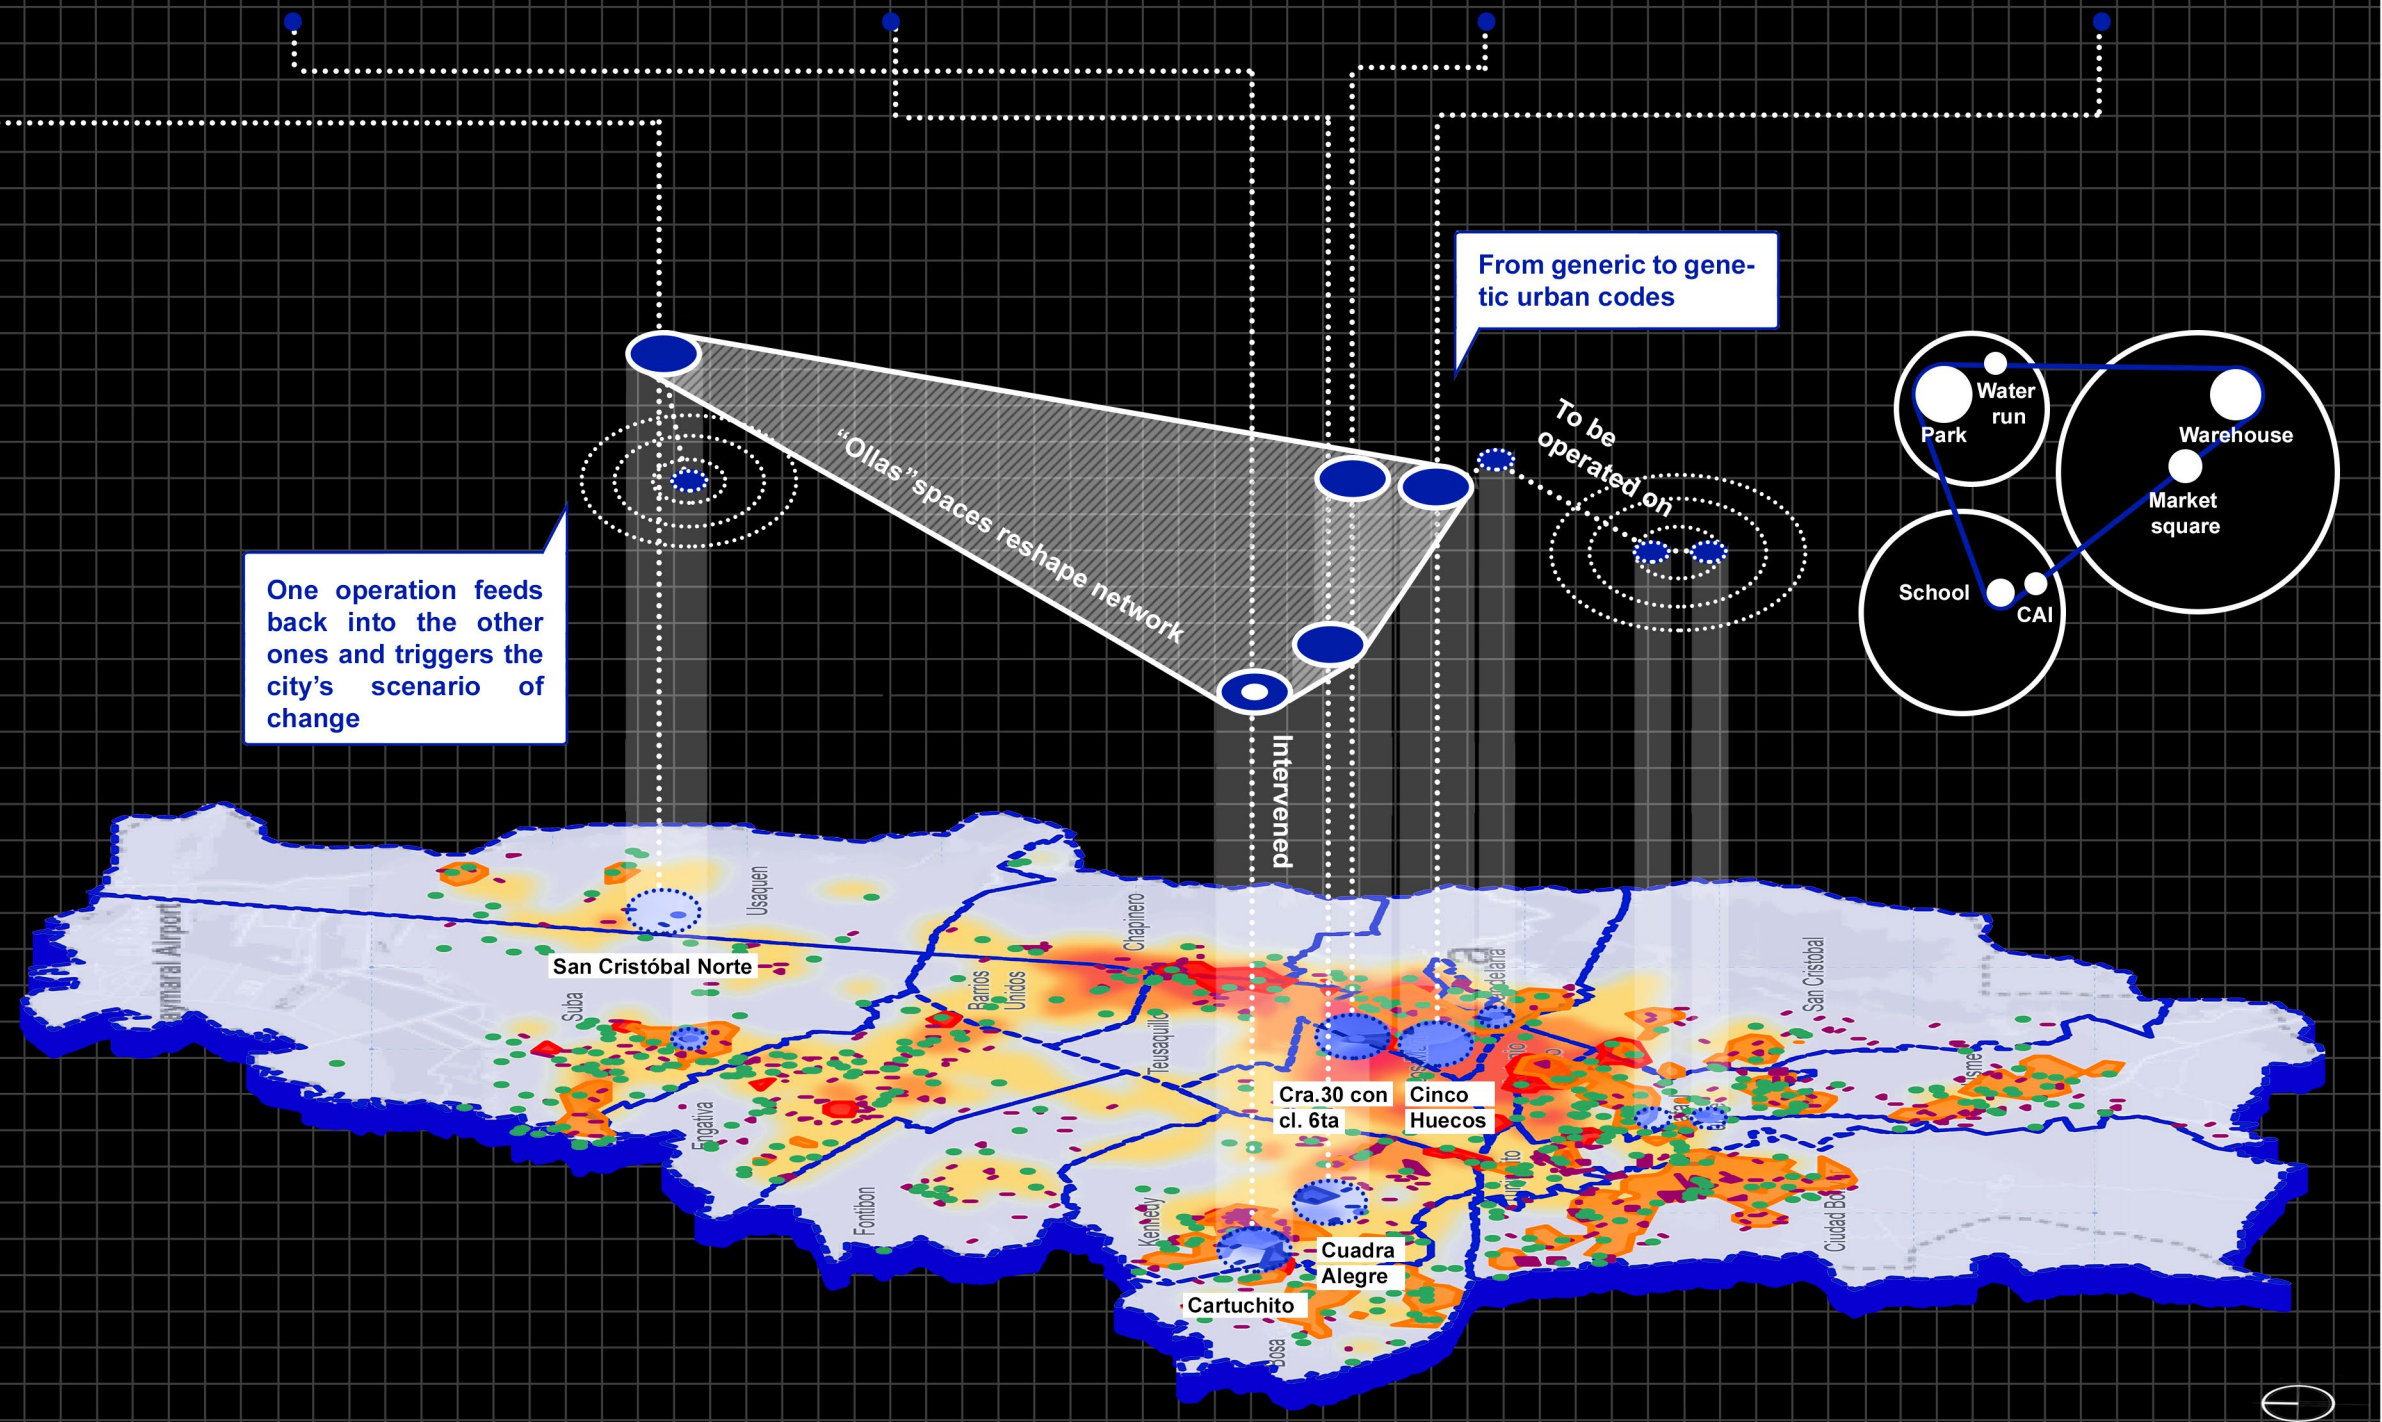 From generic to gene-
tic urban codes
Water
run
Park
Warehouse
Market
square
School
CAI
To be
operated on
“Ollas”spaces reshape network
One operation feeds
back into the other
ones and triggers the
city’s scenario of
change
Intervened
Usaquen
Chapinero
San Cristóbal Norte
Suba
Barrios
Unidos
Teusaquillo
San Cristobal
aymaral Airport
Engativa
Fontibon
Kennedy
Cra.30 con
cl. 6ta
Cinco
Huecos
Cuadra
Alegre
Cartuchito
Bosa